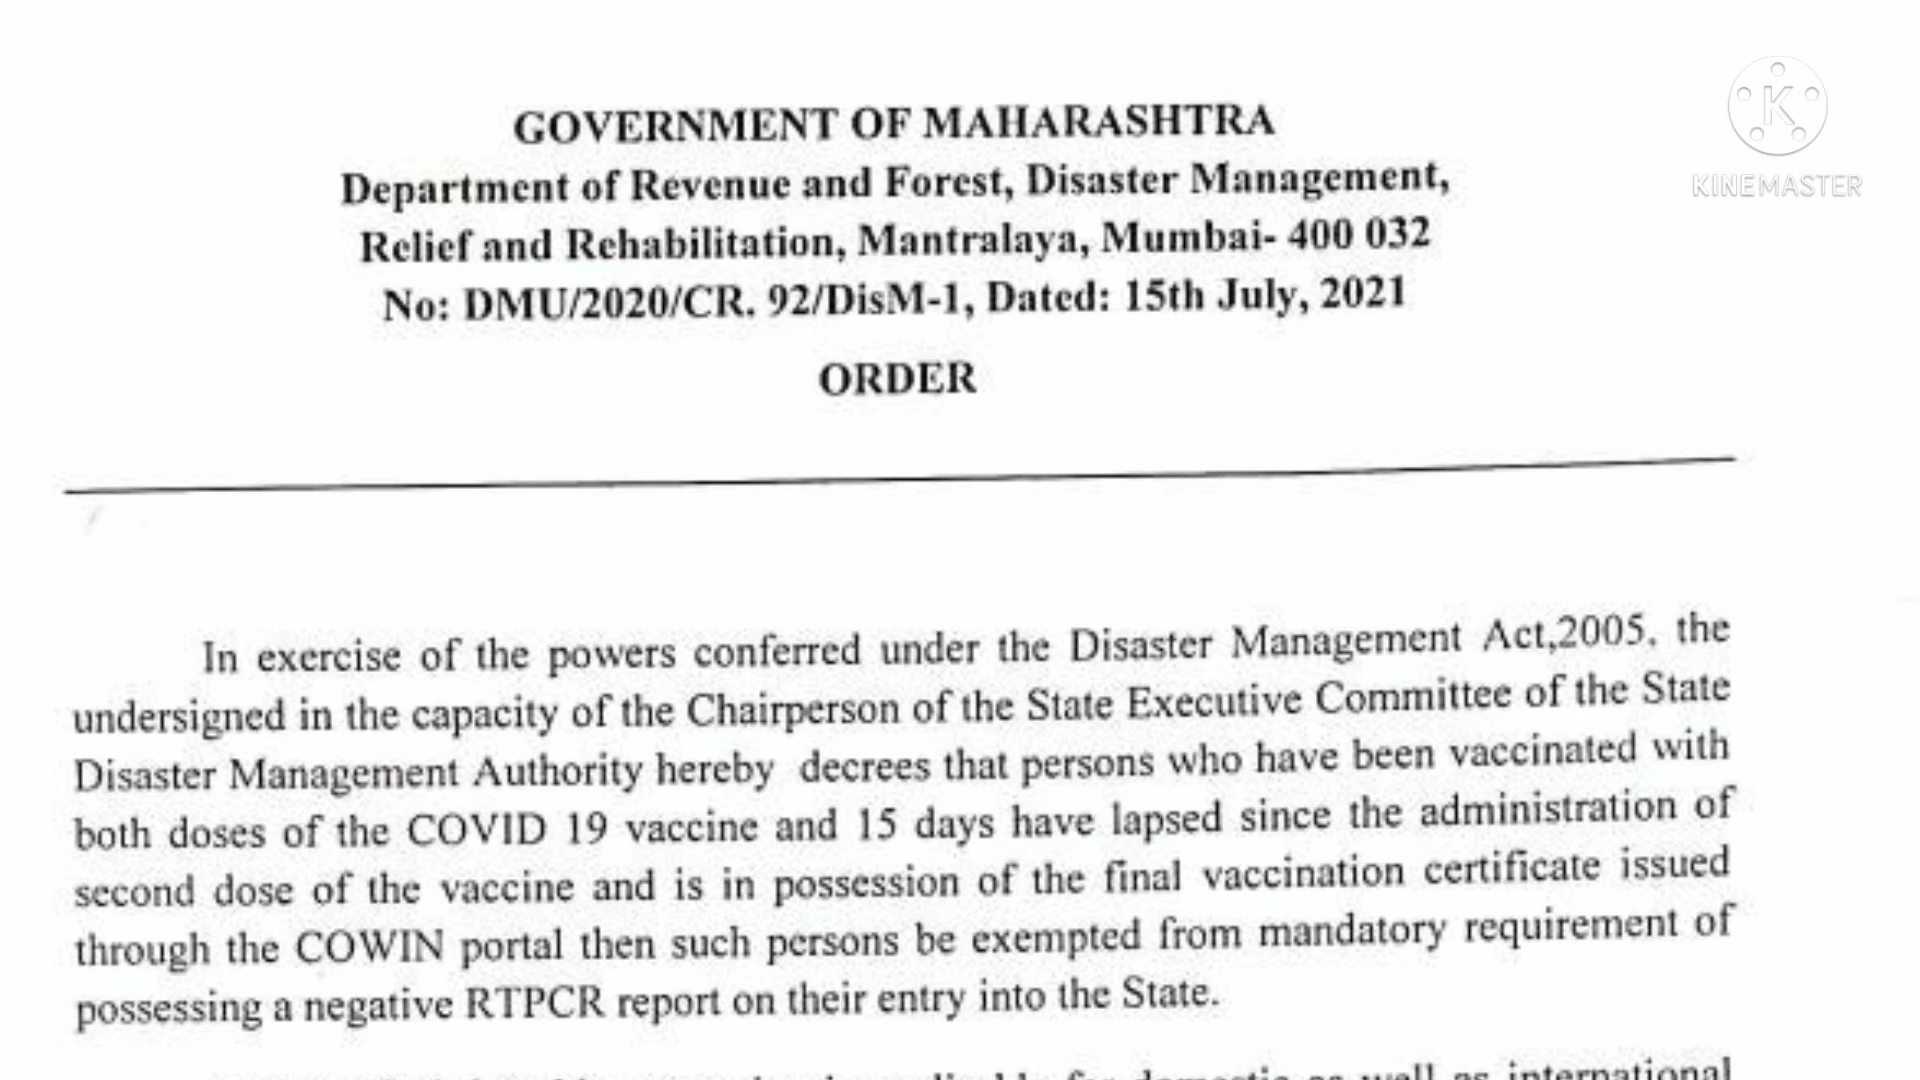 GOVERNMENT OF MAHARASHTRA
Department of Revenue and Forest, Disaster Management,
Relief and Rehabilitation, Mantralaya, Mumbai- 400 032
No: DMU/2020/CR. 92/DisM-1, Dated: 15th July, 2021
ORDER
K
KINEMASTER
In exercise of the powers conferred under the Disaster Management Act,2005. the
undersigned in the capacity of the Chairperson of the State Executive Committee of the State
Disaster Management Authority hereby decrees that persons who have been vaccinated with
both doses of the COVID 19 vaccine and 15 days have lapsed since the administration of
second dose of the vaccine and is in possession of the final vaccination certificate issued
through the COWIN portal then such persons be exempted from mandatory requirement of
possessing a negative RTPCR report on their entry into the State.
for domestic as well as international